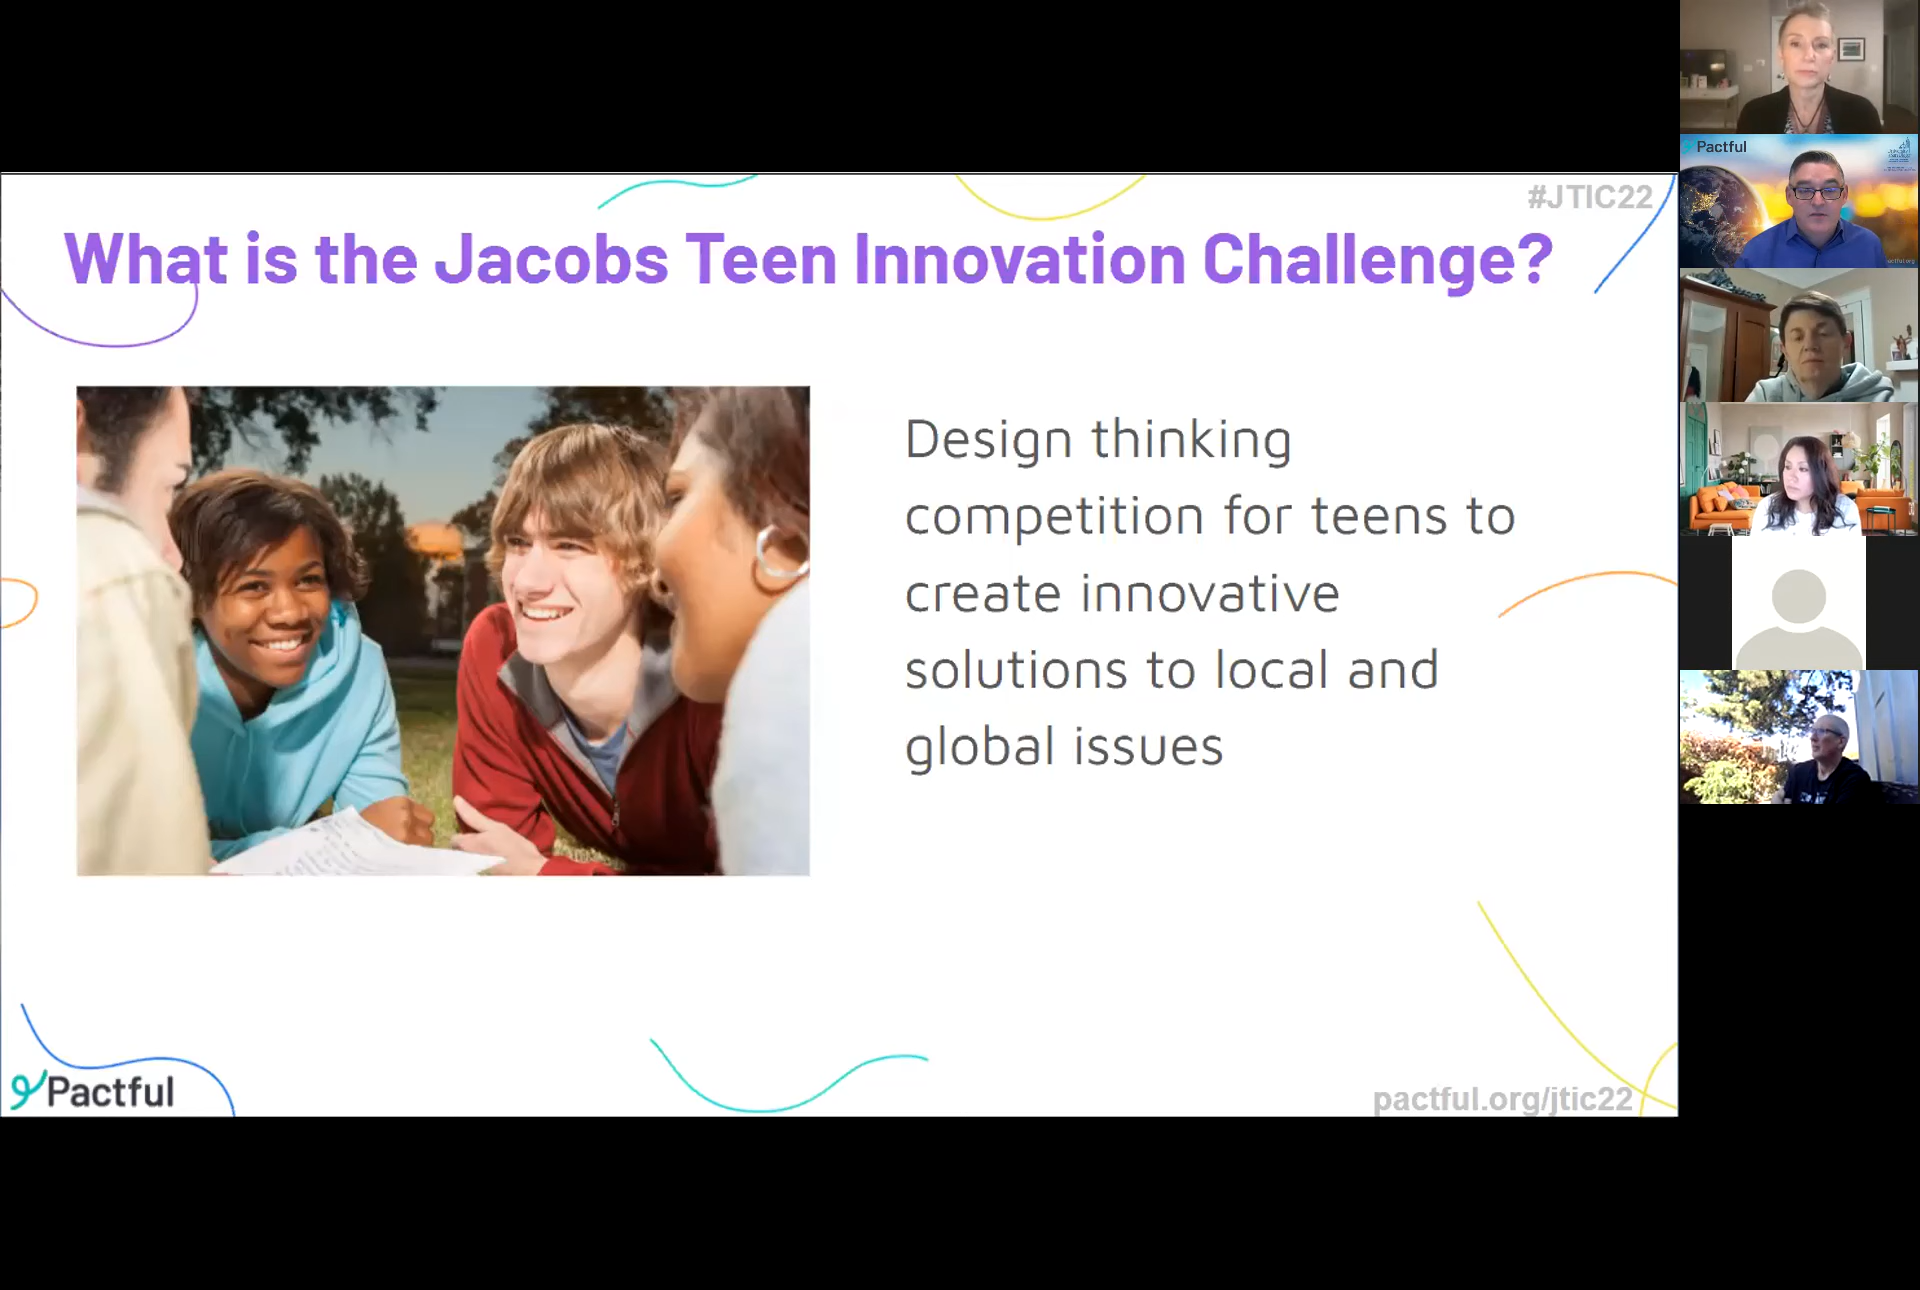 #JTIC22
What is the Jacobs Teen Innovation Challenge?
Design thinking
competition for teens to
create innovative
solutions to local and
global issues
Pactful
pactful.org/jtic22
Pactful